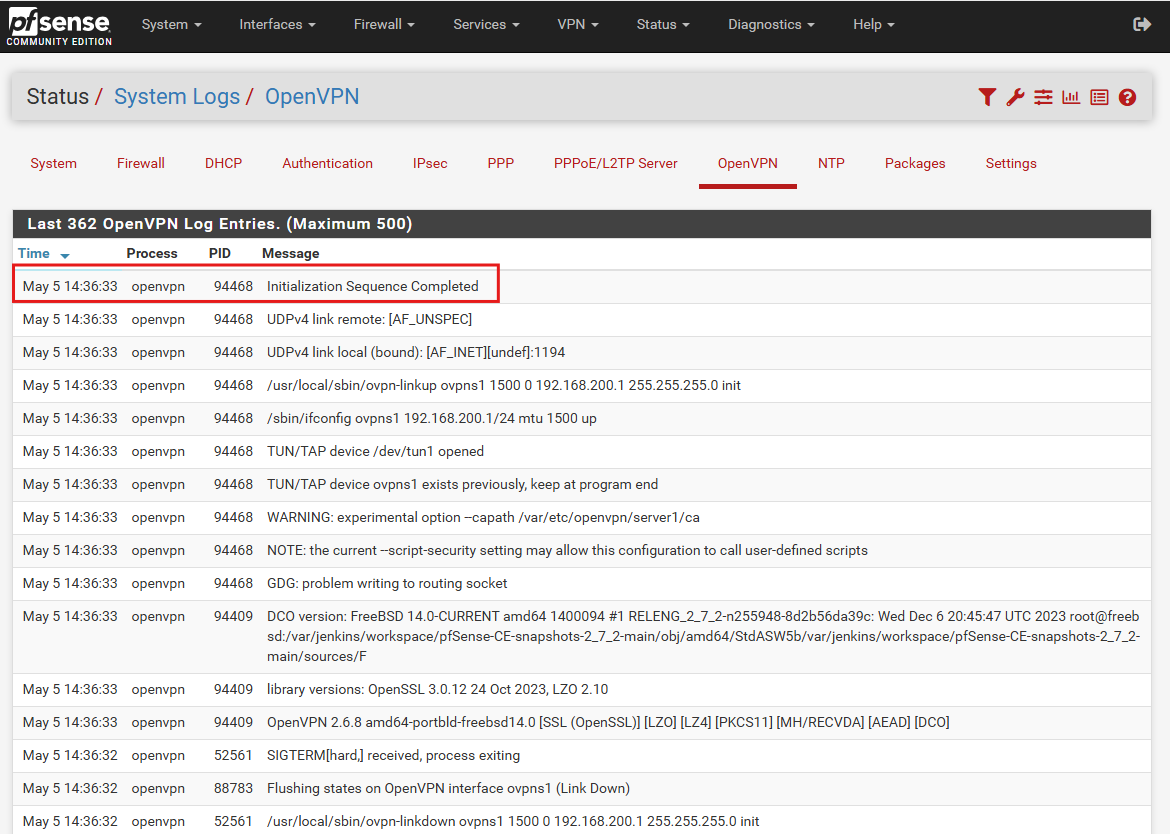 pfsense
COMMUNITY EDITION
System Interfaces Firewall Services VPN Status Diagnostics Help
Status / System Logs / OpenVPN
System Firewall DHCP Authentication IPsec PPP PPPoE/L2TP Server OpenVPN NTP Packages Settings
Last 362 OpenVPN Log Entries. (Maximum 500)
Time Process PID Message
May 5 14:36:33 openvpn 94468 Initialization Sequence Completed
May 5 14:36:33 openvpn 94468 UDPv4 link remote: [AF_UNSPEC]
May 5 14:36:33 openvpn 94468 UDPv4 link local (bound): [AF_INET][undef]:1194
May 5 14:36:33 openvpn 94468 /usr/local/sbin/ovpn-linkup ovpns1 1500 0 192.168.200.1 255.255.255.0 init
May 5 14:36:33 openvpn 94468 /sbin/ifconfig ovpns1 192.168.200.1/24 mtu 1500 up
May 5 14:36:33 openvpn 94468 TUN/TAP device /dev/tun1 opened
May 5 14:36:33 openvpn 94468 TUN/TAP device ovpns1 exists previously, keep at program end
May 5 14:36:33 openvpn 94468 WARNING: experimental option --capath /var/etc/openvpn/server1/ca
May 5 14:36:33 openvpn 94468 NOTE: the current --script-security setting may allow this configuration to call user-defined scripts
May 5 14:36:33 openvpn 94468 GDG: problem writing to routing socket
May 5 14:36:33 openvpn 94409 DCO version: FreeBSD 14.0-CURRENT amd64 1400094 #1 RELENG_2_7_2-n255948-8d2b56da39c: Wed Dec 6 20:45:47 UTC 2023 root@freeb
sd:/var/jenkins/workspace/pfSense-CE-snapshots-2_7_2-main/obj/amd64/StdASW5b/var/jenkins/workspace/pfSense-CE-snapshots-2_7_2-
main/sources/F
May 5 14:36:33 openvpn 94409 library versions: OpenSSL 3.0.12 24 Oct 2023, LZO 2.10
May 5 14:36:33 openvpn 94409 OpenVPN 2.6.8 amd64-portbld-freebsd14.0 [SSL (OpenSSL)] [LZO] [LZ4] [PKCS11] [MH/RECVDA] [AEAD] [DCO]
May 5 14:36:32 openvpn 52561 SIGTERM[hard,] received, process exiting
May 5 14:36:32 openvpn 88783 Flushing states on OpenVPN interface ovpns1 (Link Down)
May 5 14:36:32 openvpn 52561 /usr/local/sbin/ovpn-linkdown ovpns1 1500 0 192.168.200.1 255.255.255.0 init